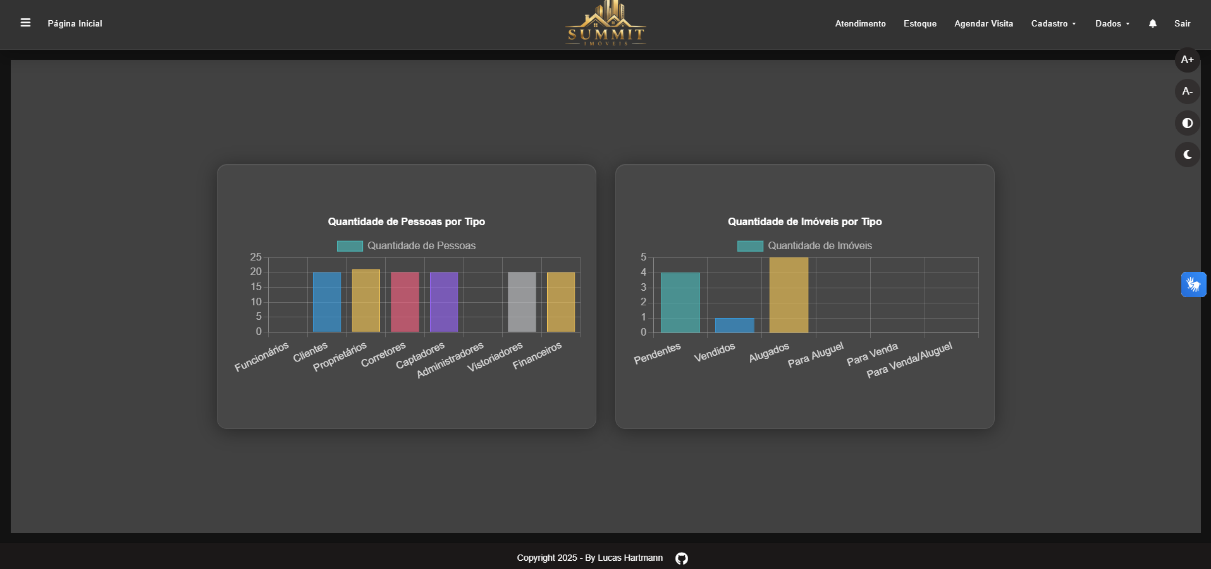 Página Inicial
SUMMIT
IMÓVEIS
Atendimento Estoque Agendar Visita Cadastro Dados Sair
A+
A-
Quantidade de Pessoas por Tipo
Quantidade de Pessoas
25
20
15
10
5
0
Funcionários
Clientes
Proprietários
Corretores
Captadores
Administradores
Vistoriadores
Financeiros
Quantidade de Imóveis por Tipo
Quantidade de Imóveis
5
4
3
2
1
0
Pendentes
Vendidos
Alugados
Para Aluguel
Para Venda
Para Venda/Aluguel
Copyright 2025 - By Lucas Hartmann